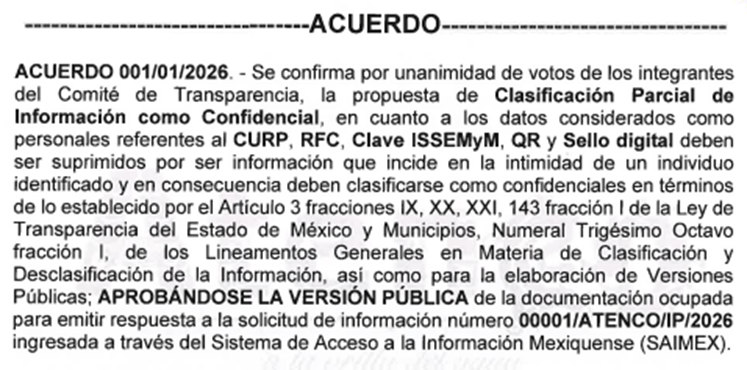 ----------------------------------ACUERDO----------------------------------
ACUERDO 001/01/2026. - Se confirma por unanimidad de votos de los integrantes
del Comité de Transparencia, la propuesta de Clasificación Parcial de
Información como Confidencial, en cuanto a los datos considerados como
personales referentes al CURP, RFC, Clave ISSEMyM, QR y Sello digital deben
ser suprimidos por ser información que incide en la intimidad de un individuo
identificado y en consecuencia deben clasificarse como confidenciales en términos
de lo establecido por el Artículo 3 fracciones IX, XX, XXI, 143 fracción I de la Ley de
Transparencia del Estado de México y Municipios, Numeral Trigésimo Octavo
fracción I, de los Lineamentos Generales en Materia de Clasificación y
Desclasificación de la Información, así como para la elaboración de Versiones
Públicas; APROBÁNDOSE LA VERSIÓN PÚBLICA de la documentación ocupada
para emitir respuesta a la solicitud de información número 00001/ATENCO/IP/2026
ingresada a través del Sistema de Acceso a la Información Mexiquense (SAIMEX).
a la orilla del agua